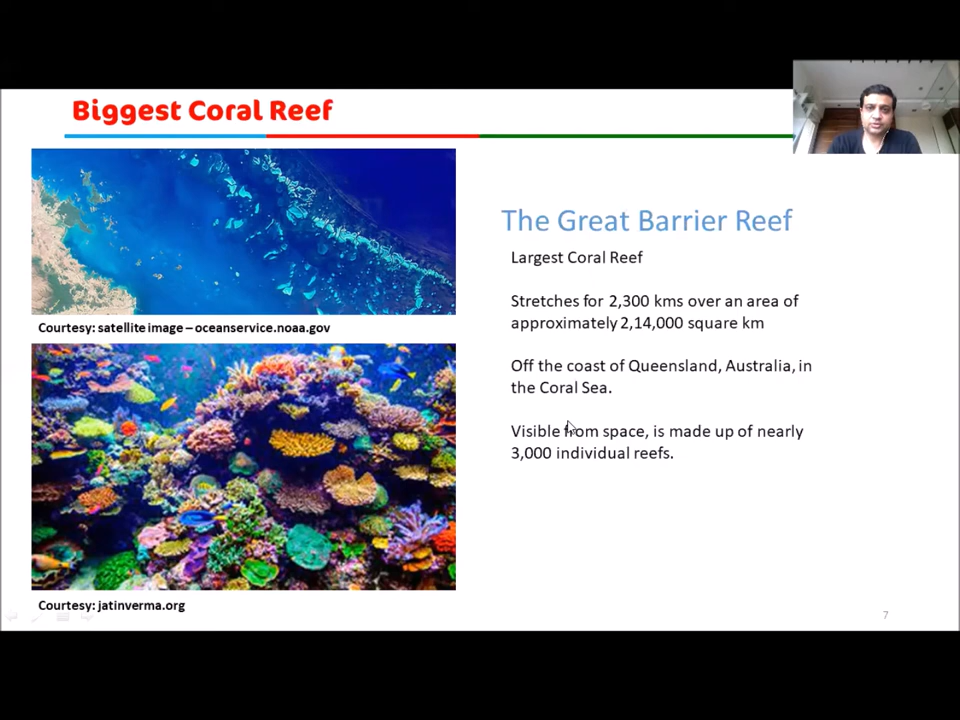 Biggest Coral Reef
Courtesy: satellite image – oceanservice.noaa.gov
Courtesy: jatinverma.org
The Great Barrier Reef
Largest Coral Reef
Stretches for 2,300 kms over an area of
approximately 2,14,000 square km
Off the coast of Queensland, Australia, in
the Coral Sea.
Visible from space, is made up of nearly
3,000 individual reefs.
7